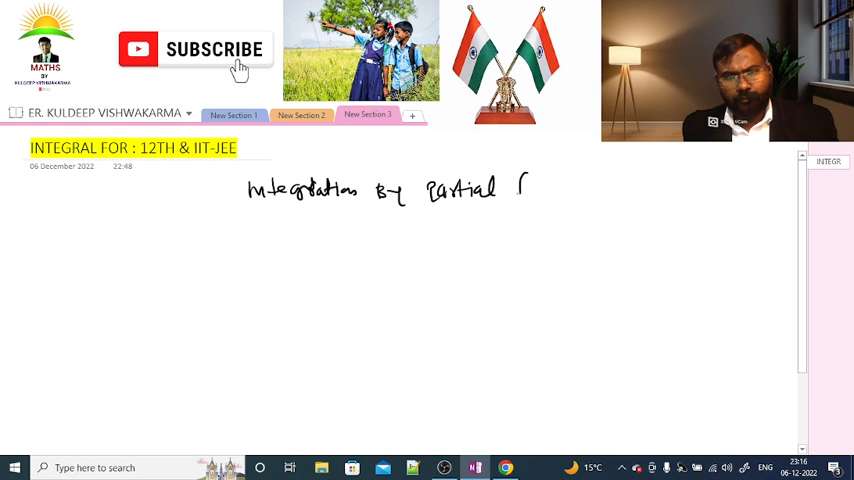 MATHS
BY
KULDEEP VISHWAKARMA
SUBSCRIBE
ER. KULDEEP VISHWAKARMA
New Section 1
New Section 2
New Section 3
+
INTEGRAL FOR : 12TH & IIT-JEE
06 December 2022
22:48
INTEGR
Integration By Partial
Type here to search
15°C
ENG
23:16
06-12-2022
3